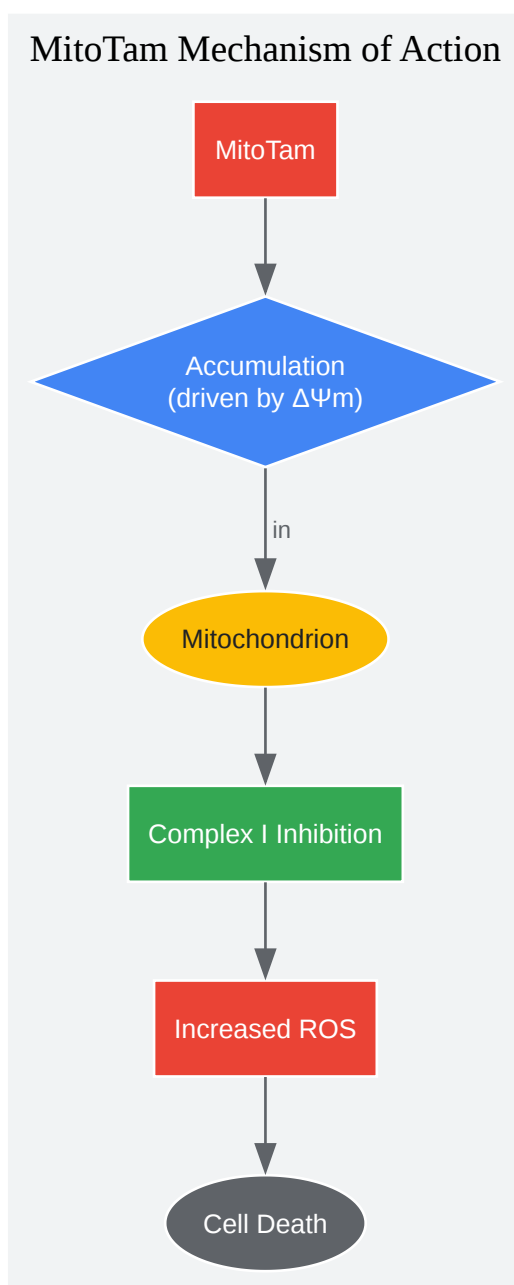 MitoTam Mechanism of Action
MitoTam
Accumulation
(driven by ΔΨm)
in
Mitochondrion
Complex I Inhibition
Increased ROS
Cell Death